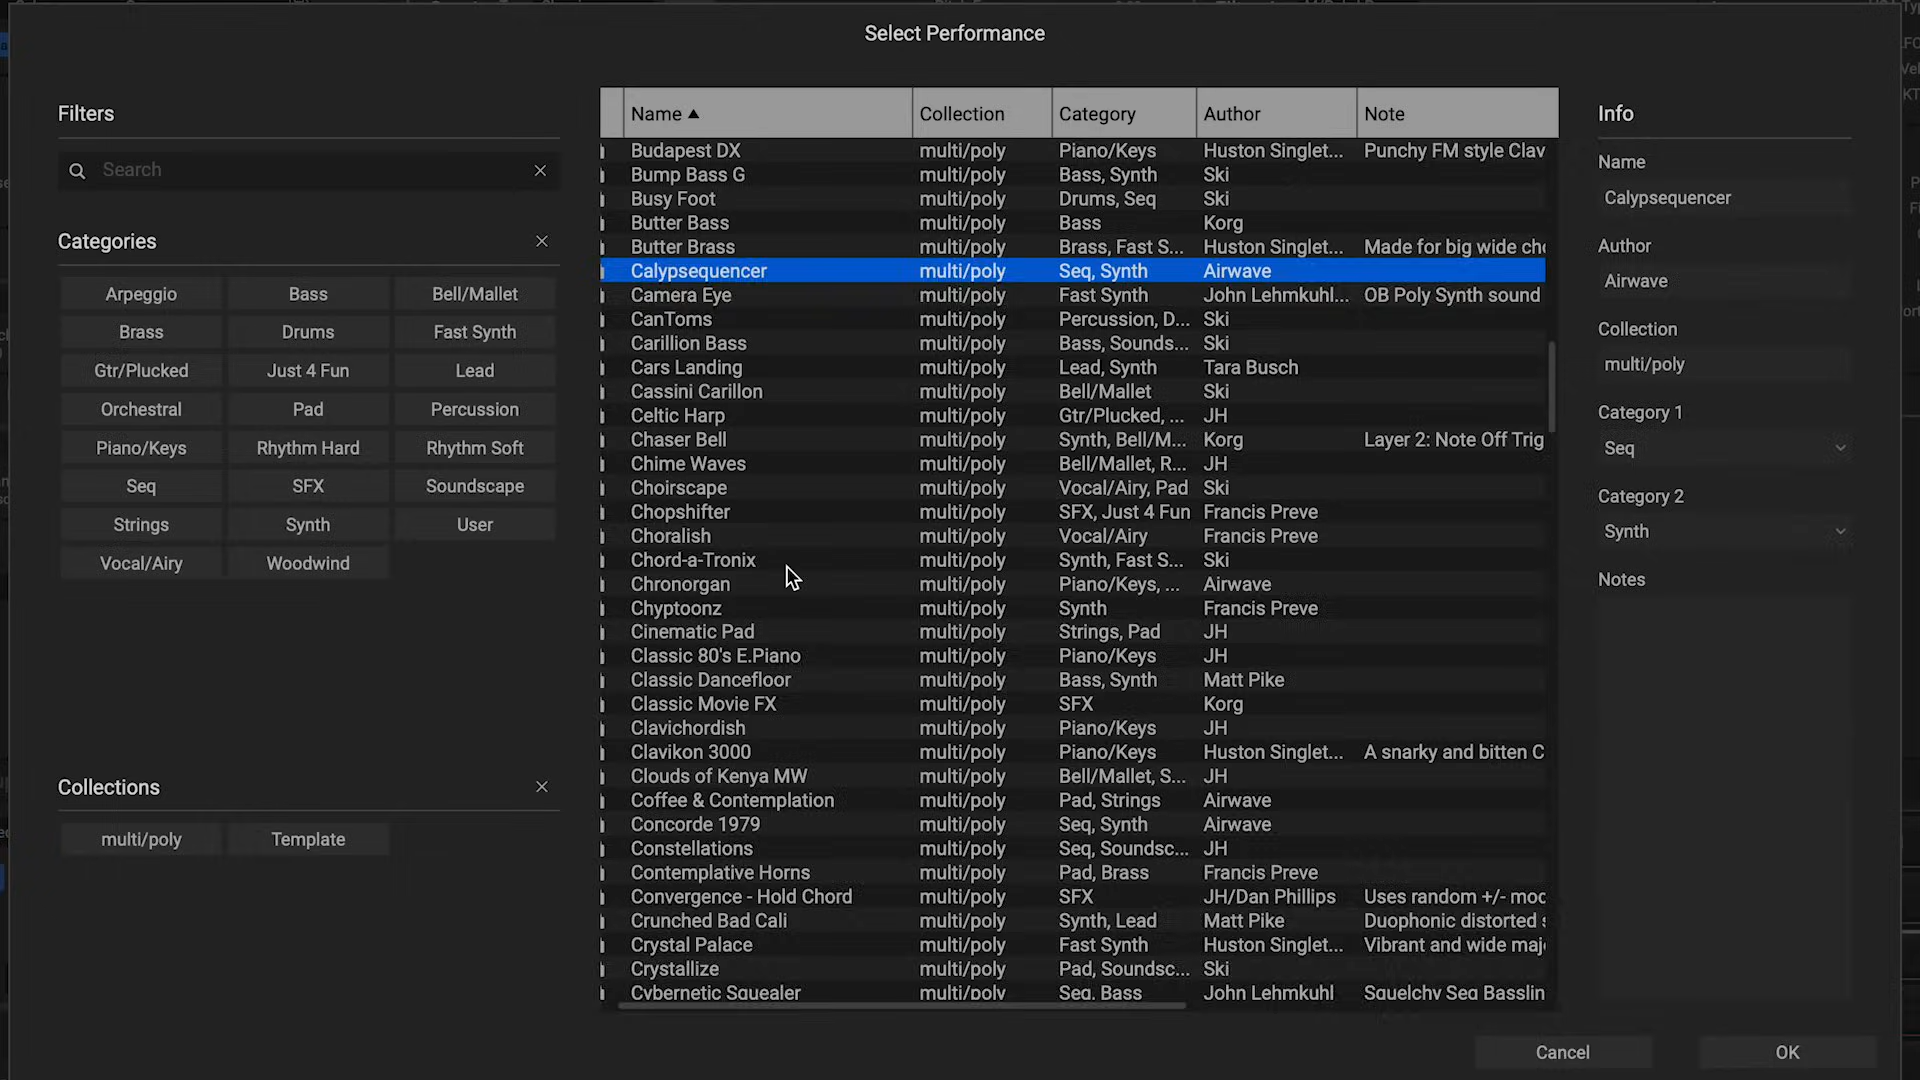 Select Performance
Filters
Search
Categories
Arpeggio Bass Bell/Mallet
Brass Drums Fast Synth
Gtr/Plucked Just 4 Fun Lead
Orchestral Pad Percussion
Piano/Keys Rhythm Hard Rhythm Soft
Seq SFX Soundscape
Strings Synth User
Vocal/Airy Woodwind
Collections
multi/poly Template
Name Collection Category Author Note
Budapest DX multi/poly Piano/Keys Huston Singlet... Punchy FM style Clav
Bump Bass G multi/poly Bass, Synth Ski
Busy Foot multi/poly Drums, Seq Ski
Butter Bass multi/poly Bass Korg
Butter Brass multi/poly Brass, Fast S... Huston Singlet... Made for big wide
Calypsequencer multi/poly Seq, Synth Airwave
Camera Eye multi/poly Fast Synth John Lehmkuhl... OB Poly Synth sound
CanToms multi/poly Percussion, D... Ski
Carillion Bass multi/poly Bass, Sounds... Ski
Cars Landing multi/poly Lead, Synth Tara Busch
Cassini Carillon multi/poly Bell/Mallet Ski
Celtic Harp multi/poly Gtr/Plucked, ... JH
Chaser Bell multi/poly Synth, Bell/M... Korg Layer 2: Note Off Trig
Chime Waves multi/poly Bell/Mallet, R... JH
Choirscape multi/poly Vocal/Airy, Pad Ski
Chopshifter multi/poly SFX, Just 4 Fun Francis Preve
Choralish multi/poly Vocal/Airy Francis Preve
Chord-a-Tronix multi/poly Synth, Fast S... Ski
Chronorgan multi/poly Piano/Keys, ... Airwave
Chyptoonz multi/poly Synth Francis Preve
Cinematic Pad multi/poly Strings, Pad JH
Classic 80's E.Piano multi/poly Piano/Keys JH
Classic Dancefloor multi/poly Bass, Synth Matt Pike
Classic Movie FX multi/poly SFX Korg
Clavichordish multi/poly Piano/Keys JH
Clavikon 3000 multi/poly Piano/Keys Huston Singlet... A snarky and bitten C
Clouds of Kenya MW multi/poly Bell/Mallet, S... JH
Coffee & Contemplation multi/poly Pad, Strings Airwave
Concorde 1979 multi/poly Seq, Synth Airwave
Constellations multi/poly Seq, Soundsc... JH
Contemplative Horns multi/poly Pad, Brass Francis Preve
Convergence - Hold Chord multi/poly SFX JH/Dan Phillips Uses random +/-
Crunched Bad Cali multi/poly Synth, Lead Matt Pike Duophonic distorted
Crystal Palace multi/poly Fast Synth Huston Singlet... Vibrant and wide
Crystallize multi/poly Pad, Soundsc... Ski
Cybernetic Squealer multi/poly Seq, Bass John Lehmkuhl Squelchy Seq Basslin
Info
Name
Calypsequencer
Author
Airwave
Collection
multi/poly
Category 1
Seq
Category 2
Synth
Notes
Cancel OK